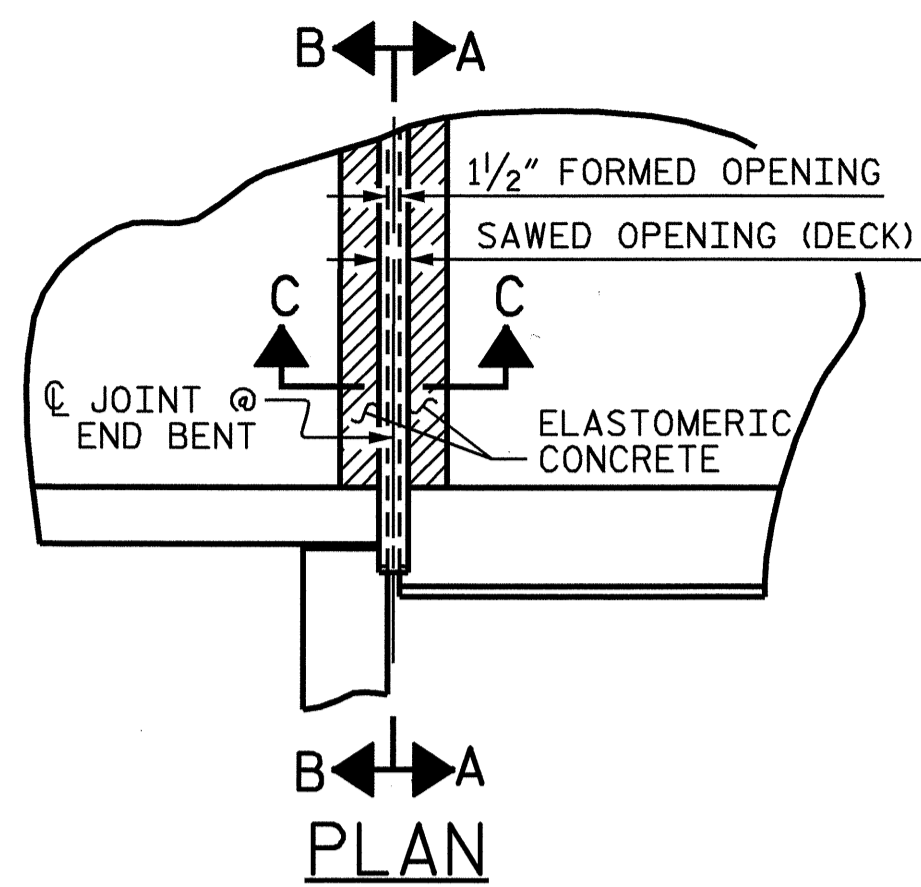 B A
1½" FORMED OPENING
SAWED OPENING (DECK)
C C
℄ JOINT @
END BENT
ELASTOMERIC
CONCRETE
B A
PLAN